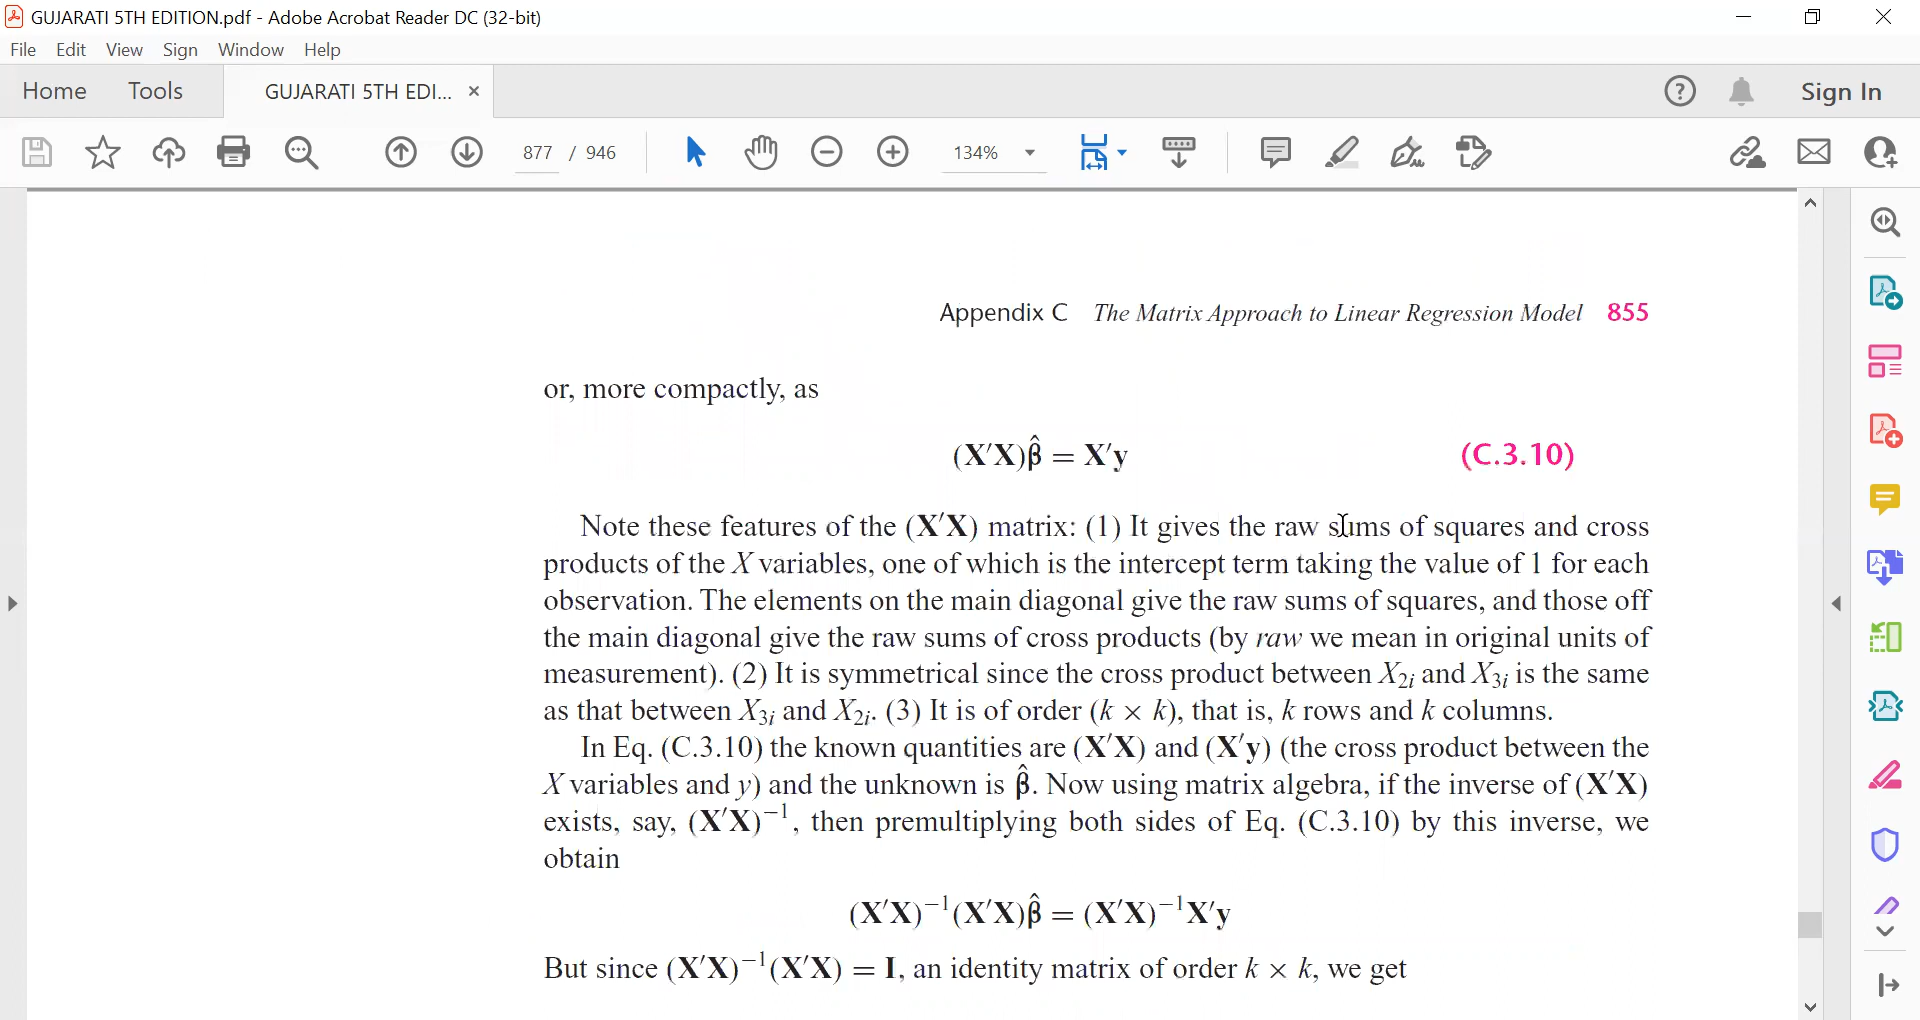 GUJARATI 5TH EDITION.pdf - Adobe Acrobat Reader DC (32-bit)
File Edit View Sign Window Help
Home Tools GUJARATI 5TH EDI... × Sign In
877 / 946 134%
Appendix C The Matrix Approach to Linear Regression Model 855
or, more compactly, as
(X′X)β̂ = X′y (C.3.10)
Note these features of the (X′X) matrix: (1) It gives the raw sums of squares and cross
products of the X variables, one of which is the intercept term taking the value of 1 for each
observation. The elements on the main diagonal give the raw sums of squares, and those off
the main diagonal give the raw sums of cross products (by raw we mean in original units of
measurement). (2) It is symmetrical since the cross product between X₂ᵢ and X₃ᵢ is the same
as that between X₃ᵢ and X₂ᵢ. (3) It is of order (k × k), that is, k rows and k columns.
In Eq. (C.3.10) the known quantities are (X′X) and (X′y) (the cross product between the
X variables and y) and the unknown is β̂. Now using matrix algebra, if the inverse of (X′X)
exists, say, (X′X)⁻¹, then premultiplying both sides of Eq. (C.3.10) by this inverse, we
obtain
(X′X)⁻¹(X′X)β̂ = (X′X)⁻¹X′y
But since (X′X)⁻¹(X′X) = I, an identity matrix of order k × k, we get